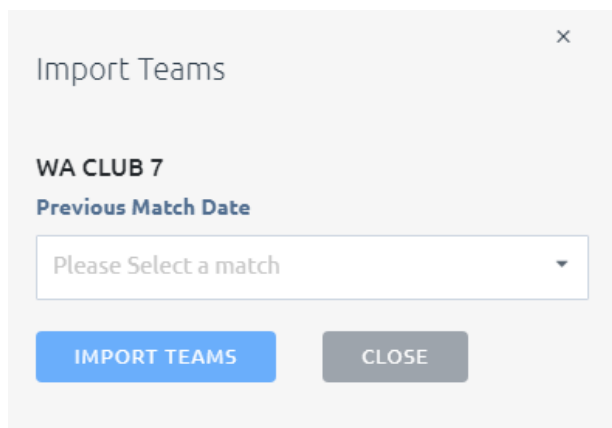 ×
Import Teams
WA CLUB 7
Previous Match Date
Please Select a match
IMPORT TEAMS CLOSE